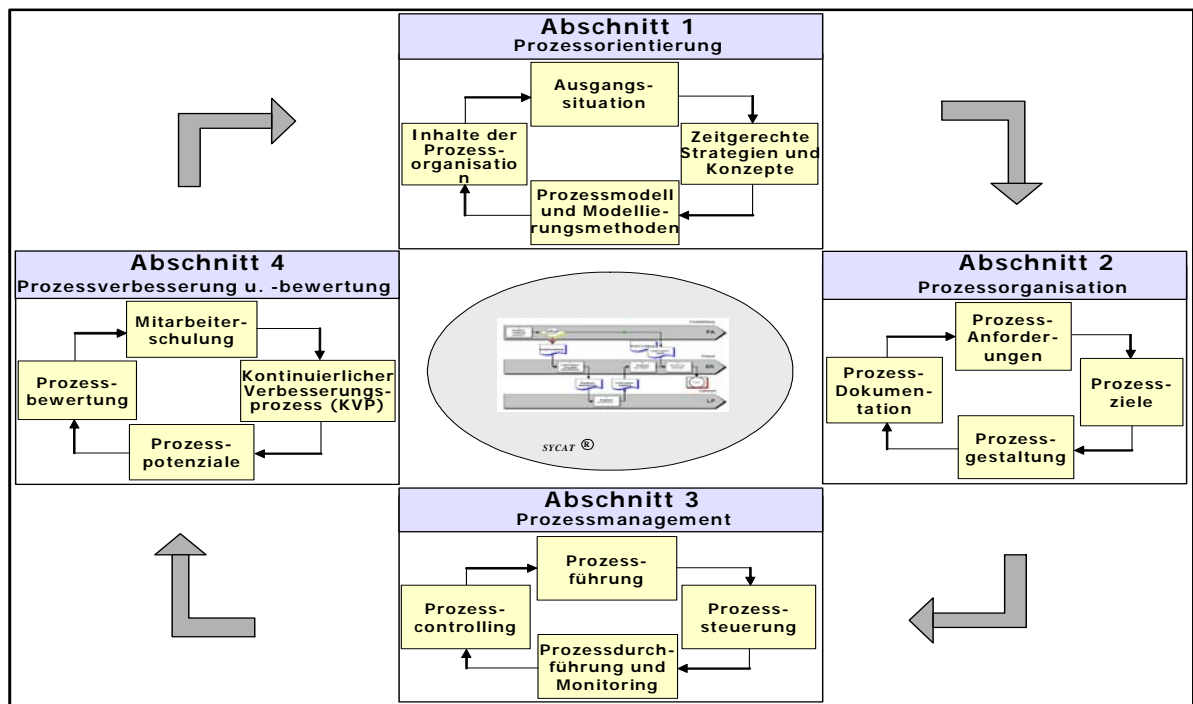 Abschnitt 1
Prozessorientierung
Ausgangs-
situation
Inhalte der
Prozess-
organisatio
n
Zeitgerechte
Strategien und
Konzepte
Prozessmodell
und Modellie-
rungsmethoden
Abschnitt 4
Prozessverbesserung u. -bewertung
Mitarbeiter-
schulung
Prozess-
bewertung
Kontinuierlicher
Verbesserungs-
prozess (KVP)
Prozess-
potenziale
PA
ER
LP
SYCAT ®
Abschnitt 2
Prozessorganisation
Prozess-
Anforder-
ungen
Prozess-
Dokumen-
tation
Prozess-
ziele
Prozess-
gestaltung
Abschnitt 3
Prozessmanagement
Prozess-
führung
Prozess-
controlling
Prozess-
steuerung
Prozessdurch-
führung und
Monitoring